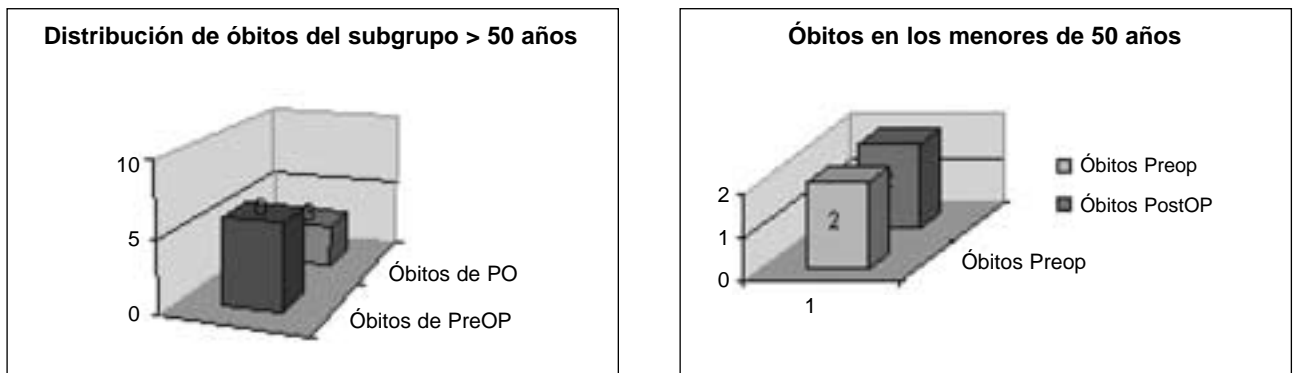 Distribución de óbitos del subgrupo > 50 años
10
5
0
Óbitos de PO
Óbitos de PreOP
Óbitos en los menores de 50 años
2
1
0
2
1
Óbitos Preop
Óbitos Preop
Óbitos PostOP